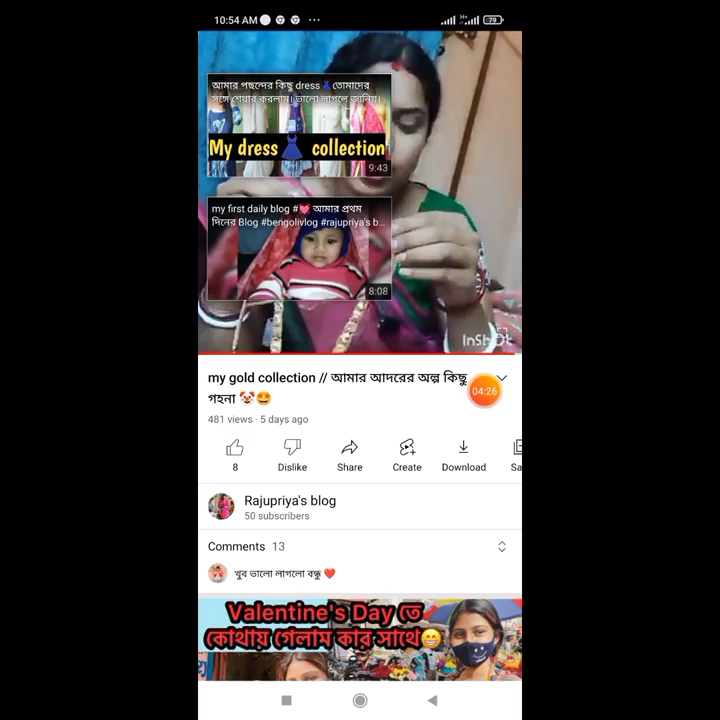 10:54 AM
79
আমার পছন্দের কিছু dress👗তোমাদের
সঙ্গে শেয়ার করলাম। ভালো লাগলে জানিয়।
My dress👗 collection
9:43
my first daily blog #💓 আমার প্রথম
দিনের Blog #bengolivlog #rajupriya's b...
8:08
InShOt
my gold collection // আমার আদরের অল্প কিছু
গহনা 🤡🤩
04:26
481 views · 5 days ago
8
Dislike
Share
Create
Download
Sa
Rajupriya's blog
50 subscribers
Comments 13
খুব ভালো লাগলো বন্ধু ❤️
Valentine's Day তে
কোথায় গেলাম কার সাথে😁